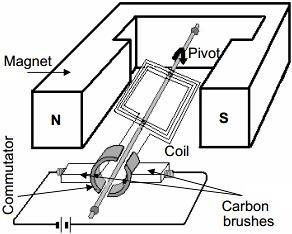 Magnet
Pivot
N
S
Coil
Commutator
Carbon
brushes